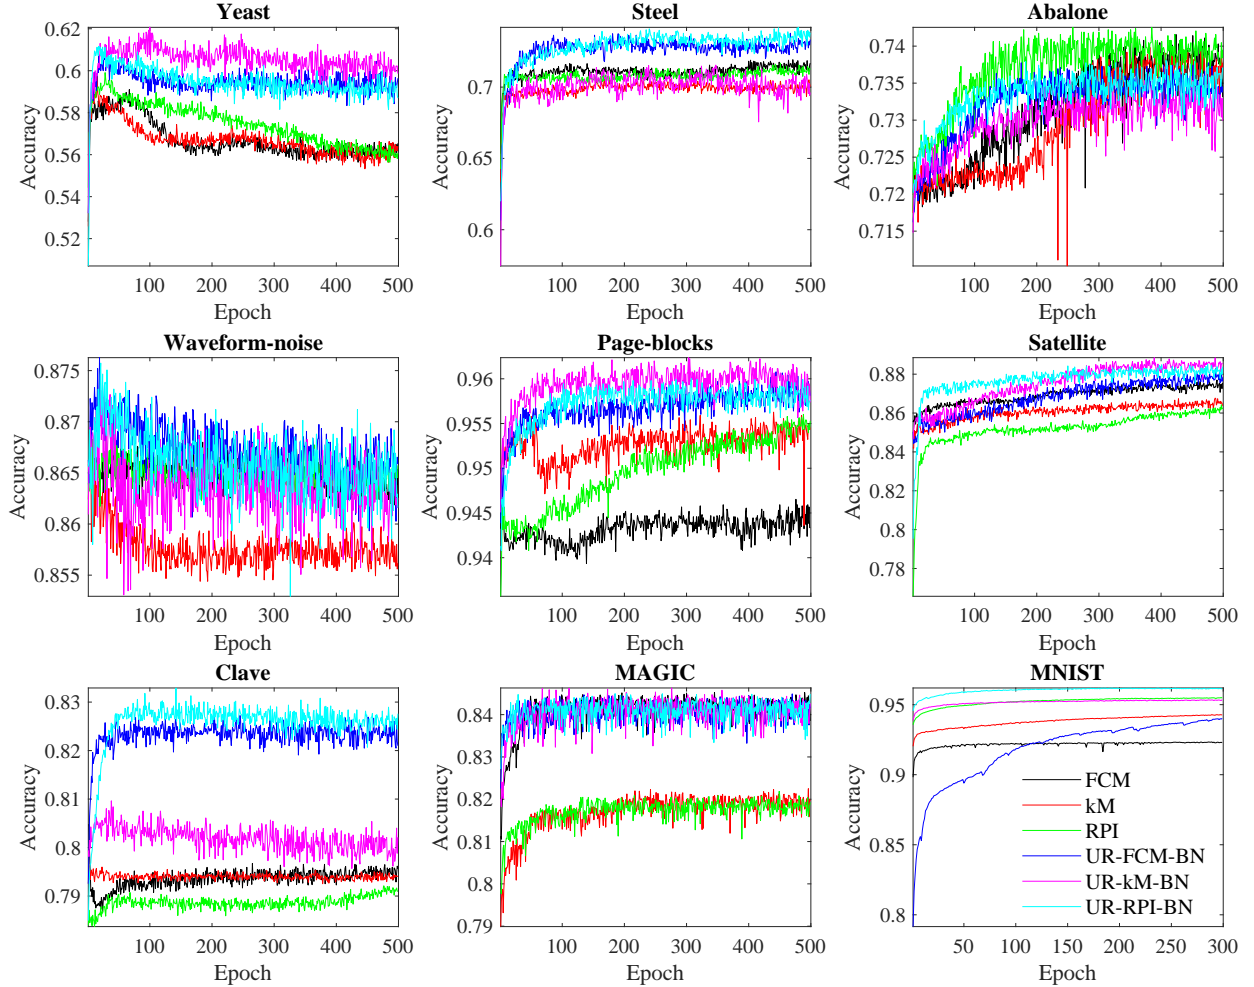 Yeast
0.62
0.6
0.58
0.56
0.54
0.52
Accuracy
100 200 300 400 500
Epoch
Steel
0.7
0.65
0.6
Accuracy
100 200 300 400 500
Epoch
Abalone
0.74
0.735
0.73
0.725
0.72
0.715
Accuracy
100 200 300 400 500
Epoch
Waveform-noise
0.875
0.87
0.865
0.86
0.855
Accuracy
100 200 300 400 500
Epoch
Page-blocks
0.96
0.955
0.95
0.945
0.94
Accuracy
100 200 300 400 500
Epoch
Satellite
0.88
0.86
0.84
0.82
0.8
0.78
Accuracy
100 200 300 400 500
Epoch
Clave
0.83
0.82
0.81
0.8
0.79
Accuracy
100 200 300 400 500
Epoch
MAGIC
0.84
0.83
0.82
0.81
0.8
0.79
Accuracy
100 200 300 400 500
Epoch
MNIST
0.95
0.9
0.85
0.8
Accuracy
FCM
kM
RPI
UR-FCM-BN
UR-kM-BN
UR-RPI-BN
50 100 150 200 250 300
Epoch